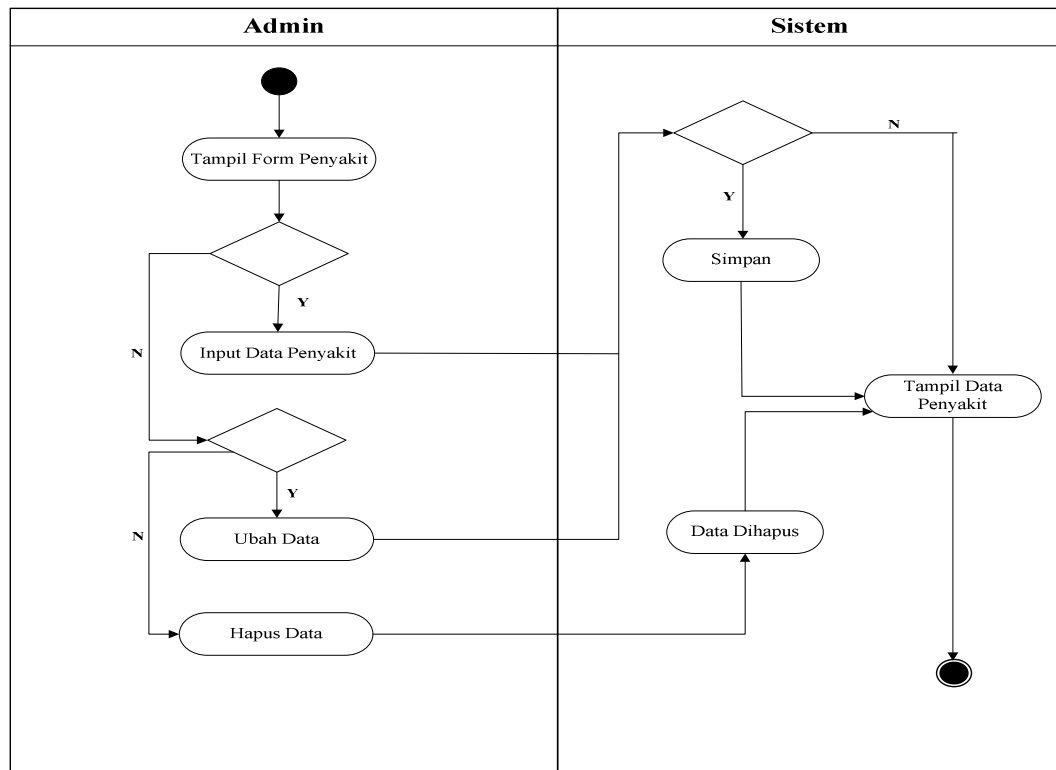 Admin
Sistem
Tampil Form Penyakit
Y
N
Input Data Penyakit
Y
N
Ubah Data
Hapus Data
N
Y
Simpan
Tampil Data
Penyakit
Data Dihapus